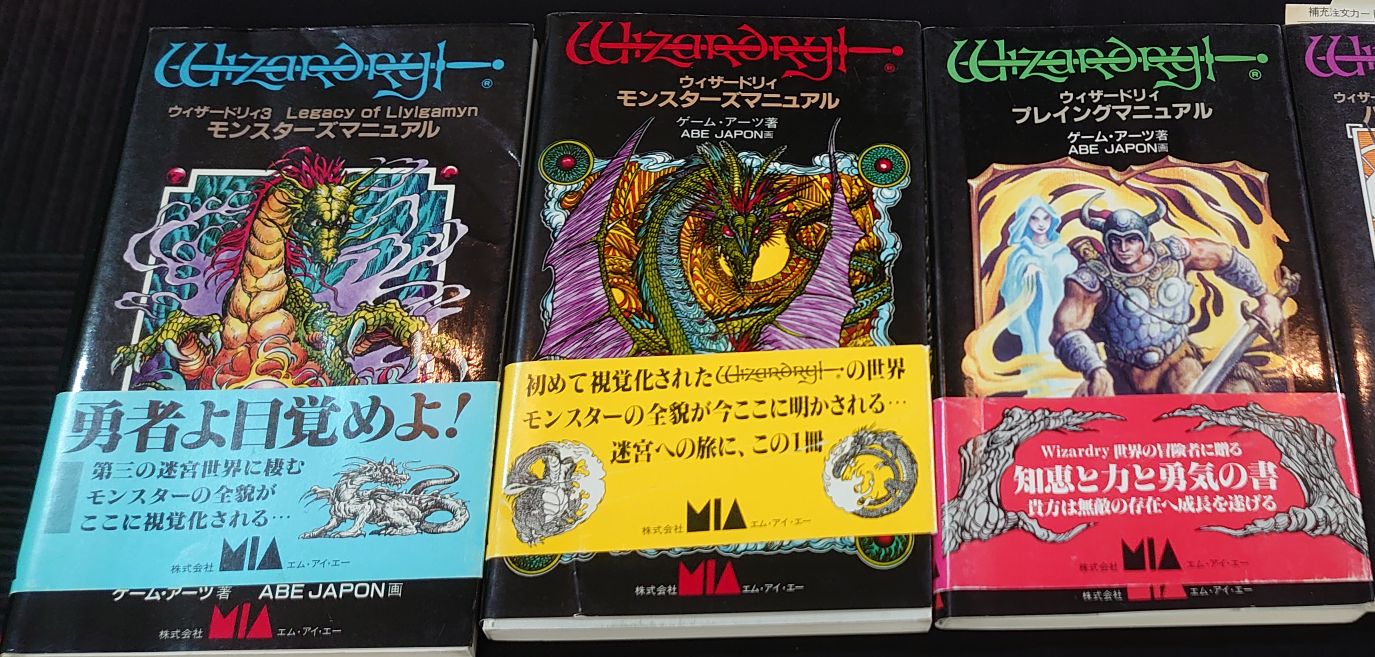 Wizardry®
ウィザードリィ3 Legacy of Llylgamyn
モンスターズマニュアル
勇者よ目覚めよ!
第三の迷宮世界に棲む
モンスターの全貌が
ここに視覚化される…
株式会社 MIA エム・アイ・エー
ゲーム・アーツ著 ABE JAPON画
株式会社 MIA エム・アイ・エー
Wizardry®
ウィザードリィ
モンスターズマニュアル
ゲーム・アーツ著
ABE JAPON画
初めて視覚化されたWizardry®の世界
モンスターの全貌が今ここに明かされる…
迷宮への旅に、この1冊
株式会社 MIA エム・アイ・エー
株式会社 MIA エム・アイ・エー
Wizardry®
ウィザードリィ
プレイングマニュアル
ゲーム・アーツ著
ABE JAPON画
Wizardry 世界の冒険者に贈る
知恵と力と勇気の書
貴方は無敵の存在へ成長を遂げる
株式会社 MIA エム・アイ・エー
株式会社 MIA エム・アイ・エー
補充注文カー